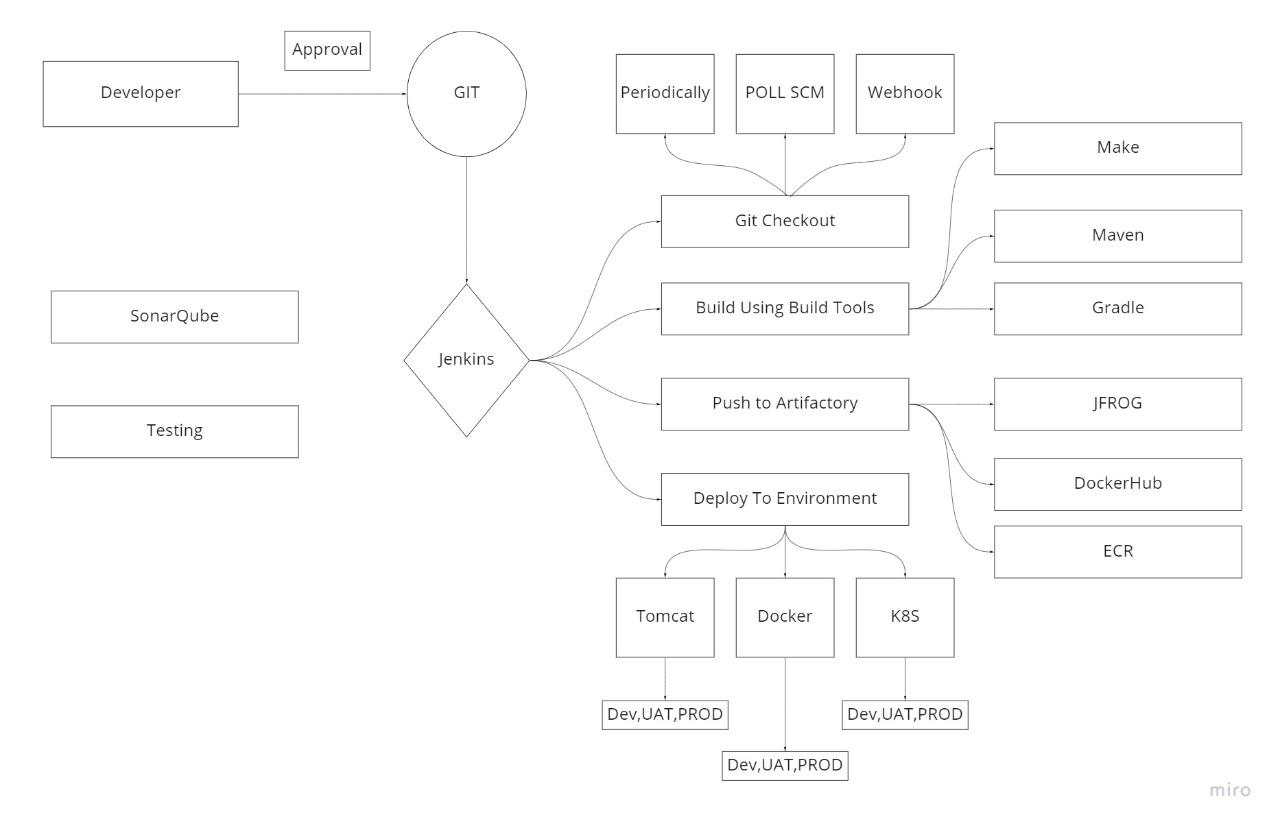 Approval
Developer
GIT
Periodically
POLL SCM
Webhook
Make
Git Checkout
Maven
Build Using Build Tools
Gradle
SonarQube
Jenkins
Push to Artifactory
JFROG
Testing
DockerHub
Deploy To Environment
ECR
Tomcat
Docker
K8S
Dev,UAT,PROD
Dev,UAT,PROD
Dev,UAT,PROD
miro